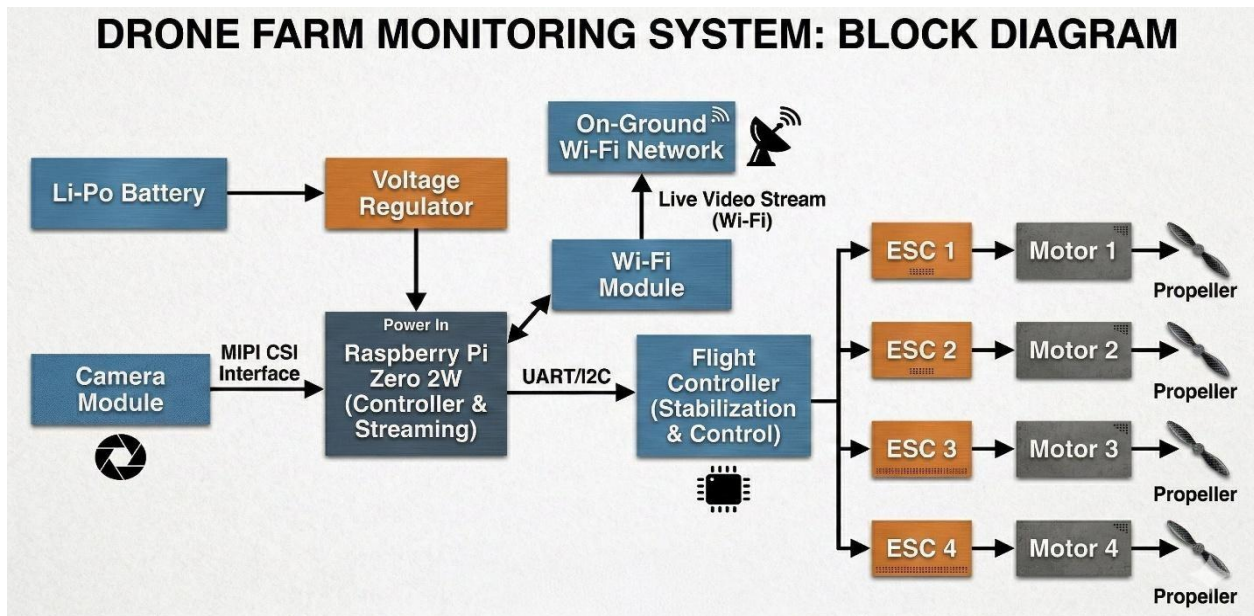 DRONE FARM MONITORING SYSTEM: BLOCK DIAGRAM
On-Ground
Wi-Fi Network
Li-Po Battery
Voltage
Regulator
Live Video Stream
(Wi-Fi)
Wi-Fi
Module
Power In
Raspberry Pi
Zero 2W
(Controller &
Streaming)
MIPI CSI
Interface
Camera
Module
UART/I2C
Flight
Controller
(Stabilization
& Control)
ESC 1
Motor 1
Propeller
ESC 2
Motor 2
Propeller
ESC 3
Motor 3
Propeller
ESC 4
Motor 4
Propeller